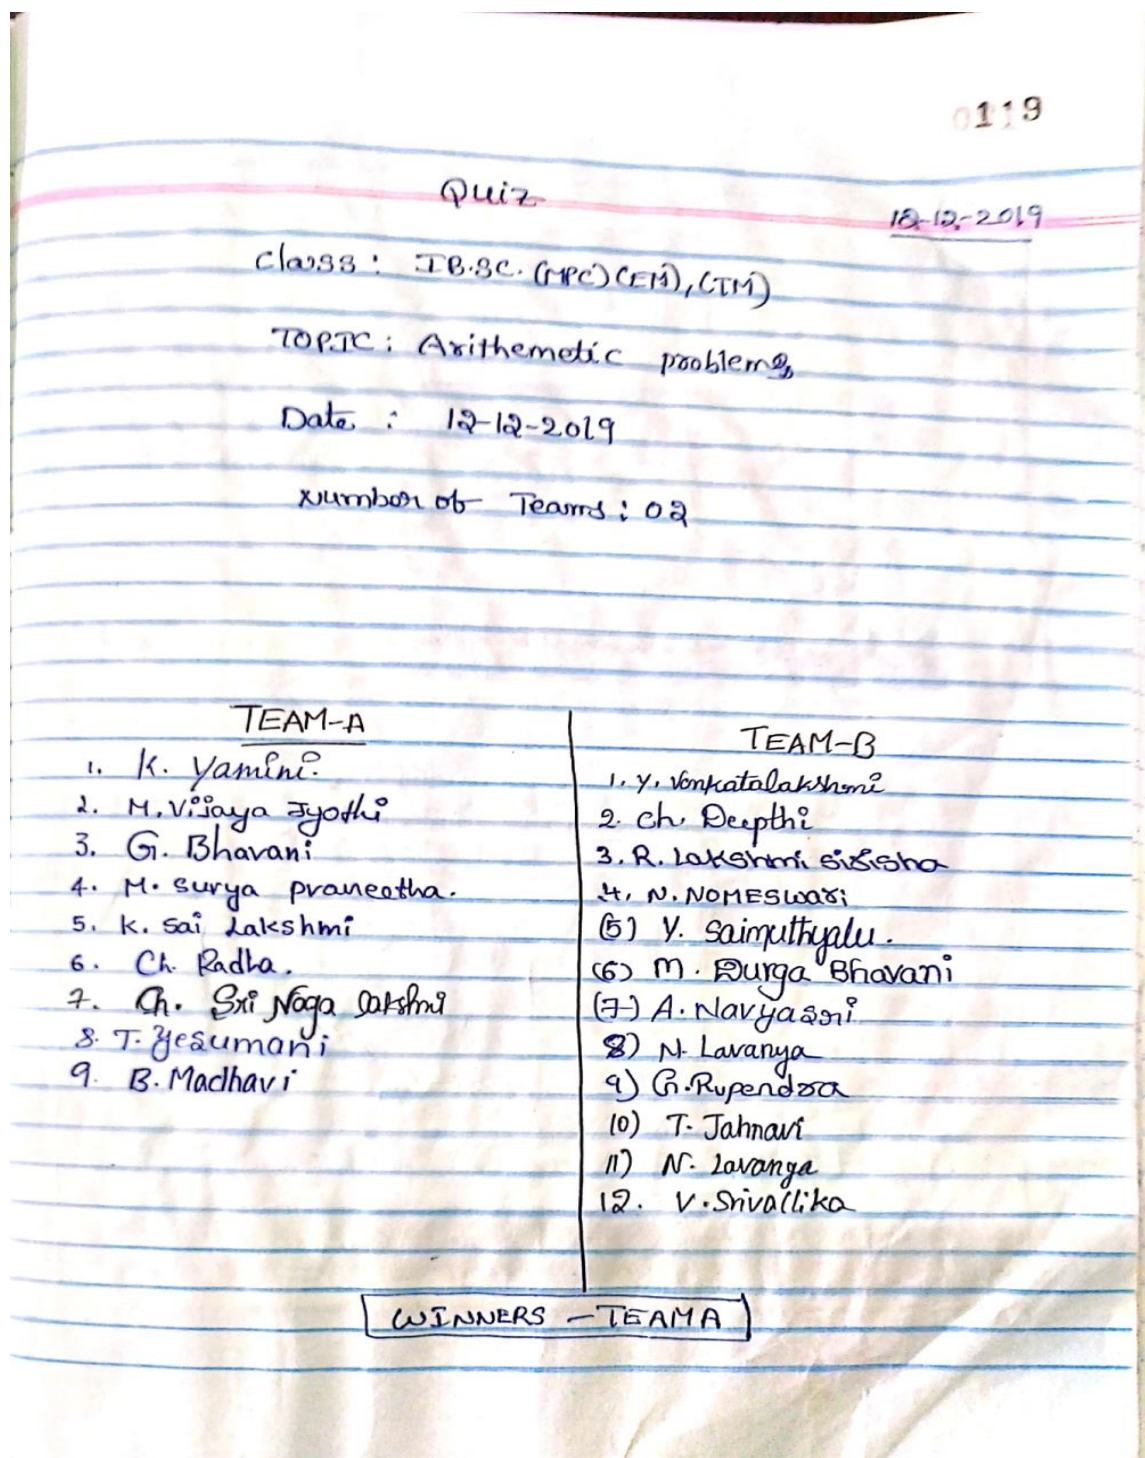 0119
Quiz
12-12-2019
Class : I B.SC. (MPC) (EM), (TM)
TOPIC : Arithemetic problems
Date : 12-12-2019
Number of Teams : 02
TEAM-A
1. K. Yamini.
2. M. Vijaya Jyothi
3. G. Bhavani
4. M. Surya praneetha.
5. K. Sai Lakshmi
6. Ch. Radha.
7. Ch. Sri Naga Lakshmi
8. T. Yesumani
9. B. Madhavi
TEAM-B
1. Y. Venkatalakshmi
2. Ch. Deepthi
3. R. Lakshmi Sirisha
4. N. NOMESwari
(5) Y. Saimuthyalu.
(6) M. Durga Bhavani
(7) A. Navyasri
8) N. Lavanya
9) G. Rupendra
10) T. Jahnavi
11) N. Lavanya
12. V. Srivallika
WINNERS - TEAM A